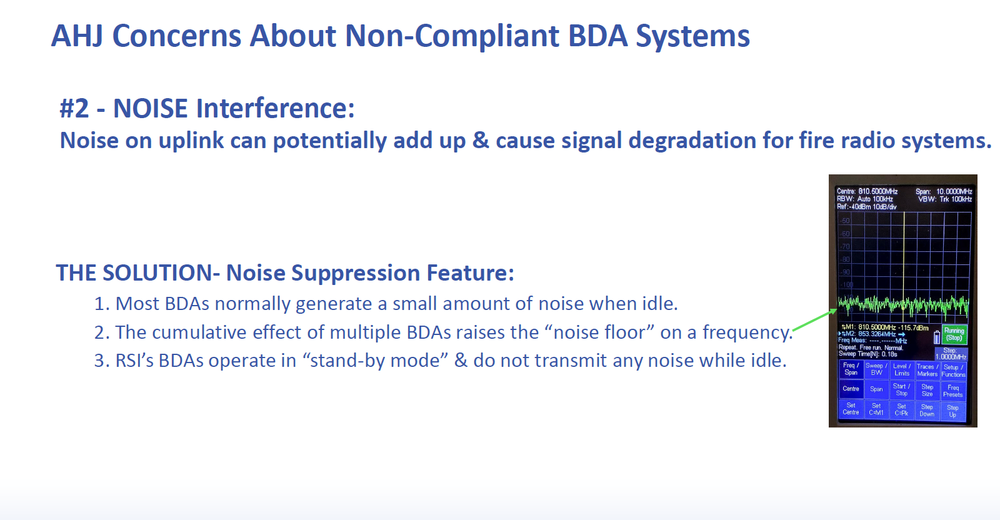 AHJ Concerns About Non-Compliant BDA Systems
#2 - NOISE Interference:
Noise on uplink can potentially add up & cause signal degradation for fire radio systems.
THE SOLUTION- Noise Suppression Feature:
1. Most BDAs normally generate a small amount of noise when idle.
2. The cumulative effect of multiple BDAs raises the “noise floor” on a frequency.
3. RSI’s BDAs operate in “stand-by mode” & do not transmit any noise while idle.
Centre: 810.5000MHz Span: 10.0000MHz
RBW: Auto 100kHz VBW: Trk 100kHz
Ref:-40dBm 10dB/div
-50
-60
-70
-80
-90
-100
M1: 810.5000MHz -115.7dBm
M2: 853.3264MHz
Freq Meas: ----.------MHz
Repeat. Free run. Normal.
Sweep Time[N]: 0.18s
Running
(Stop)
Step:
1.0000MHz
Freq / Span
Sweep / BW
Level / Limits
Traces / Markers
Setup / Functions
Centre
Span
Start / Stop
Step Size
Freq Presets
Set Centre
Set C=M1
Set C=Pk
Step Down
Step Up